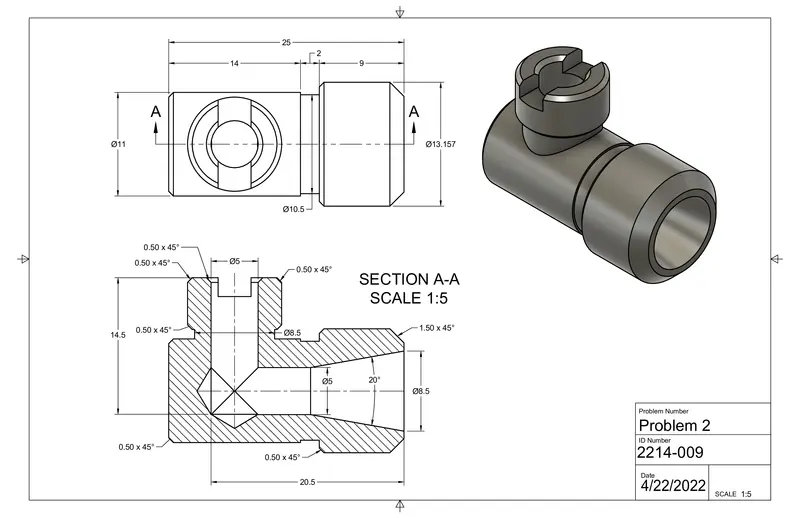 25
2
14
9
A
A
Ø11
Ø13.157
Ø10.5
0.50 x 45°
0.50 x 45°
Ø5
0.50 x 45°
SECTION A-A
SCALE 1:5
14.5
0.50 x 45°
Ø8.5
1.50 x 45°
Ø5
20°
Ø8.5
0.50 x 45°
0.50 x 45°
20.5
Problem Number
Problem 2
ID Number
2214-009
Date
4/22/2022
SCALE 1:5